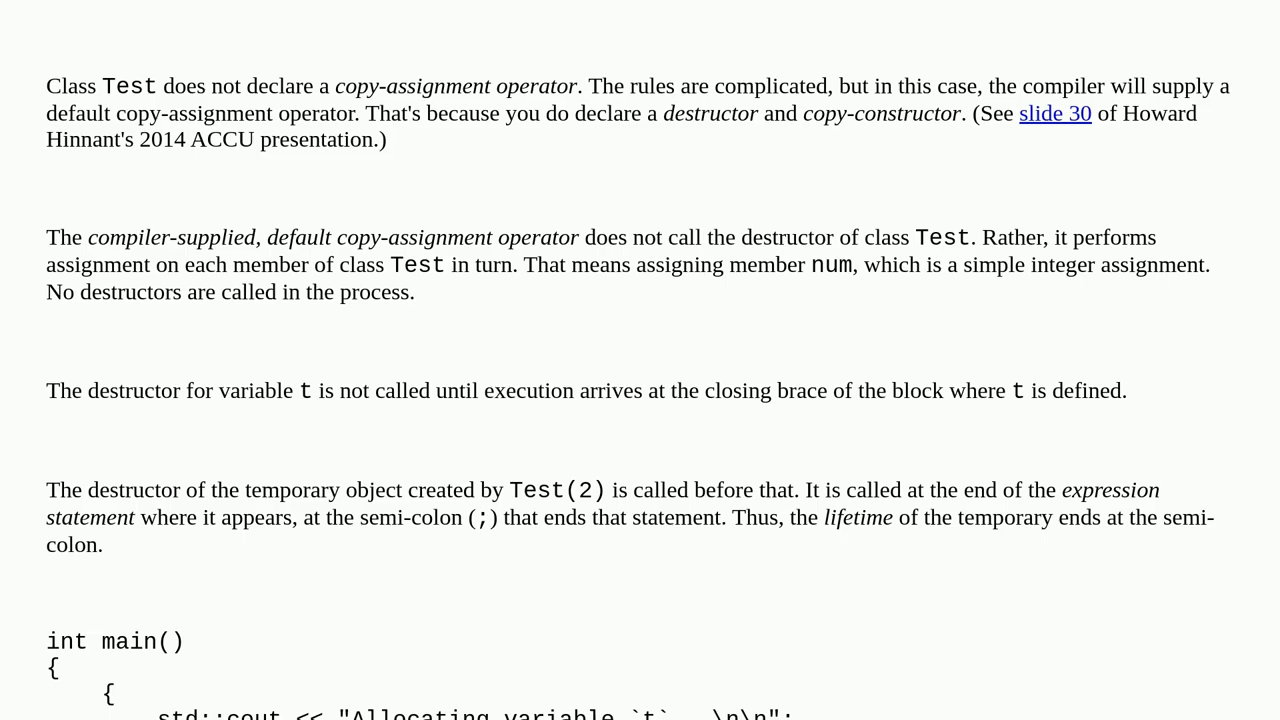 Class Test does not declare a copy-assignment operator. The rules are complicated, but in this case, the compiler will supply a
default copy-assignment operator. That's because you do declare a destructor and copy-constructor. (See slide 30 of Howard
Hinnant's 2014 ACCU presentation.)
The compiler-supplied, default copy-assignment operator does not call the destructor of class Test. Rather, it performs
assignment on each member of class Test in turn. That means assigning member num, which is a simple integer assignment.
No destructors are called in the process.
The destructor for variable t is not called until execution arrives at the closing brace of the block where t is defined.
The destructor of the temporary object created by Test(2) is called before that. It is called at the end of the expression
statement where it appears, at the semi-colon (;) that ends that statement. Thus, the lifetime of the temporary ends at the semi-
colon.
int main()
{
    {
        std::cout << "Allocating variable `t`...\n\n";